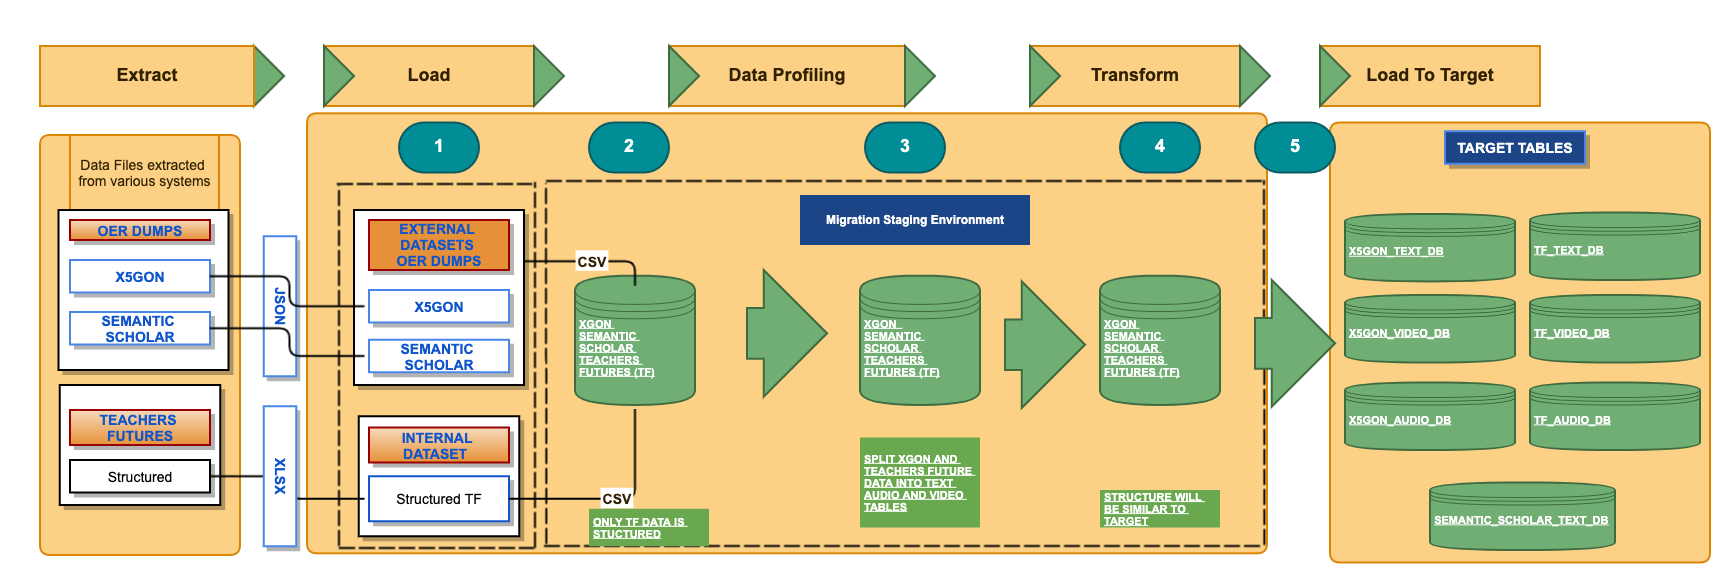 Extract
Load
Data Profiling
Transform
Load To Target
1
2
3
4
5
Data Files extracted
from various systems
OER DUMPS
X5GON
SEMANTIC
SCHOLAR
TEACHERS
FUTURES
Structured
JSON
XLSX
EXTERNAL
DATASETS
OER DUMPS
X5GON
SEMANTIC
SCHOLAR
INTERNAL
DATASET
Structured TF
CSV
CSV
Migration Staging Environment
XGON
SEMANTIC
SCHOLAR
TEACHERS
FUTURES (TF)
ONLY TF DATA IS
STUCTURED
XGON
SEMANTIC
SCHOLAR
TEACHERS
FUTURES (TF)
SPLIT XGON AND
TEACHERS FUTURE
DATA INTO TEXT
AUDIO AND VIDEO
TABLES
XGON
SEMANTIC
SCHOLAR
TEACHERS
FUTURES (TF)
STRUCTURE WILL
BE SIMILAR TO
TARGET
TARGET TABLES
X5GON_TEXT_DB
TF_TEXT_DB
X5GON_VIDEO_DB
TF_VIDEO_DB
X5GON_AUDIO_DB
TF_AUDIO_DB
SEMANTIC_SCHOLAR_TEXT_DB